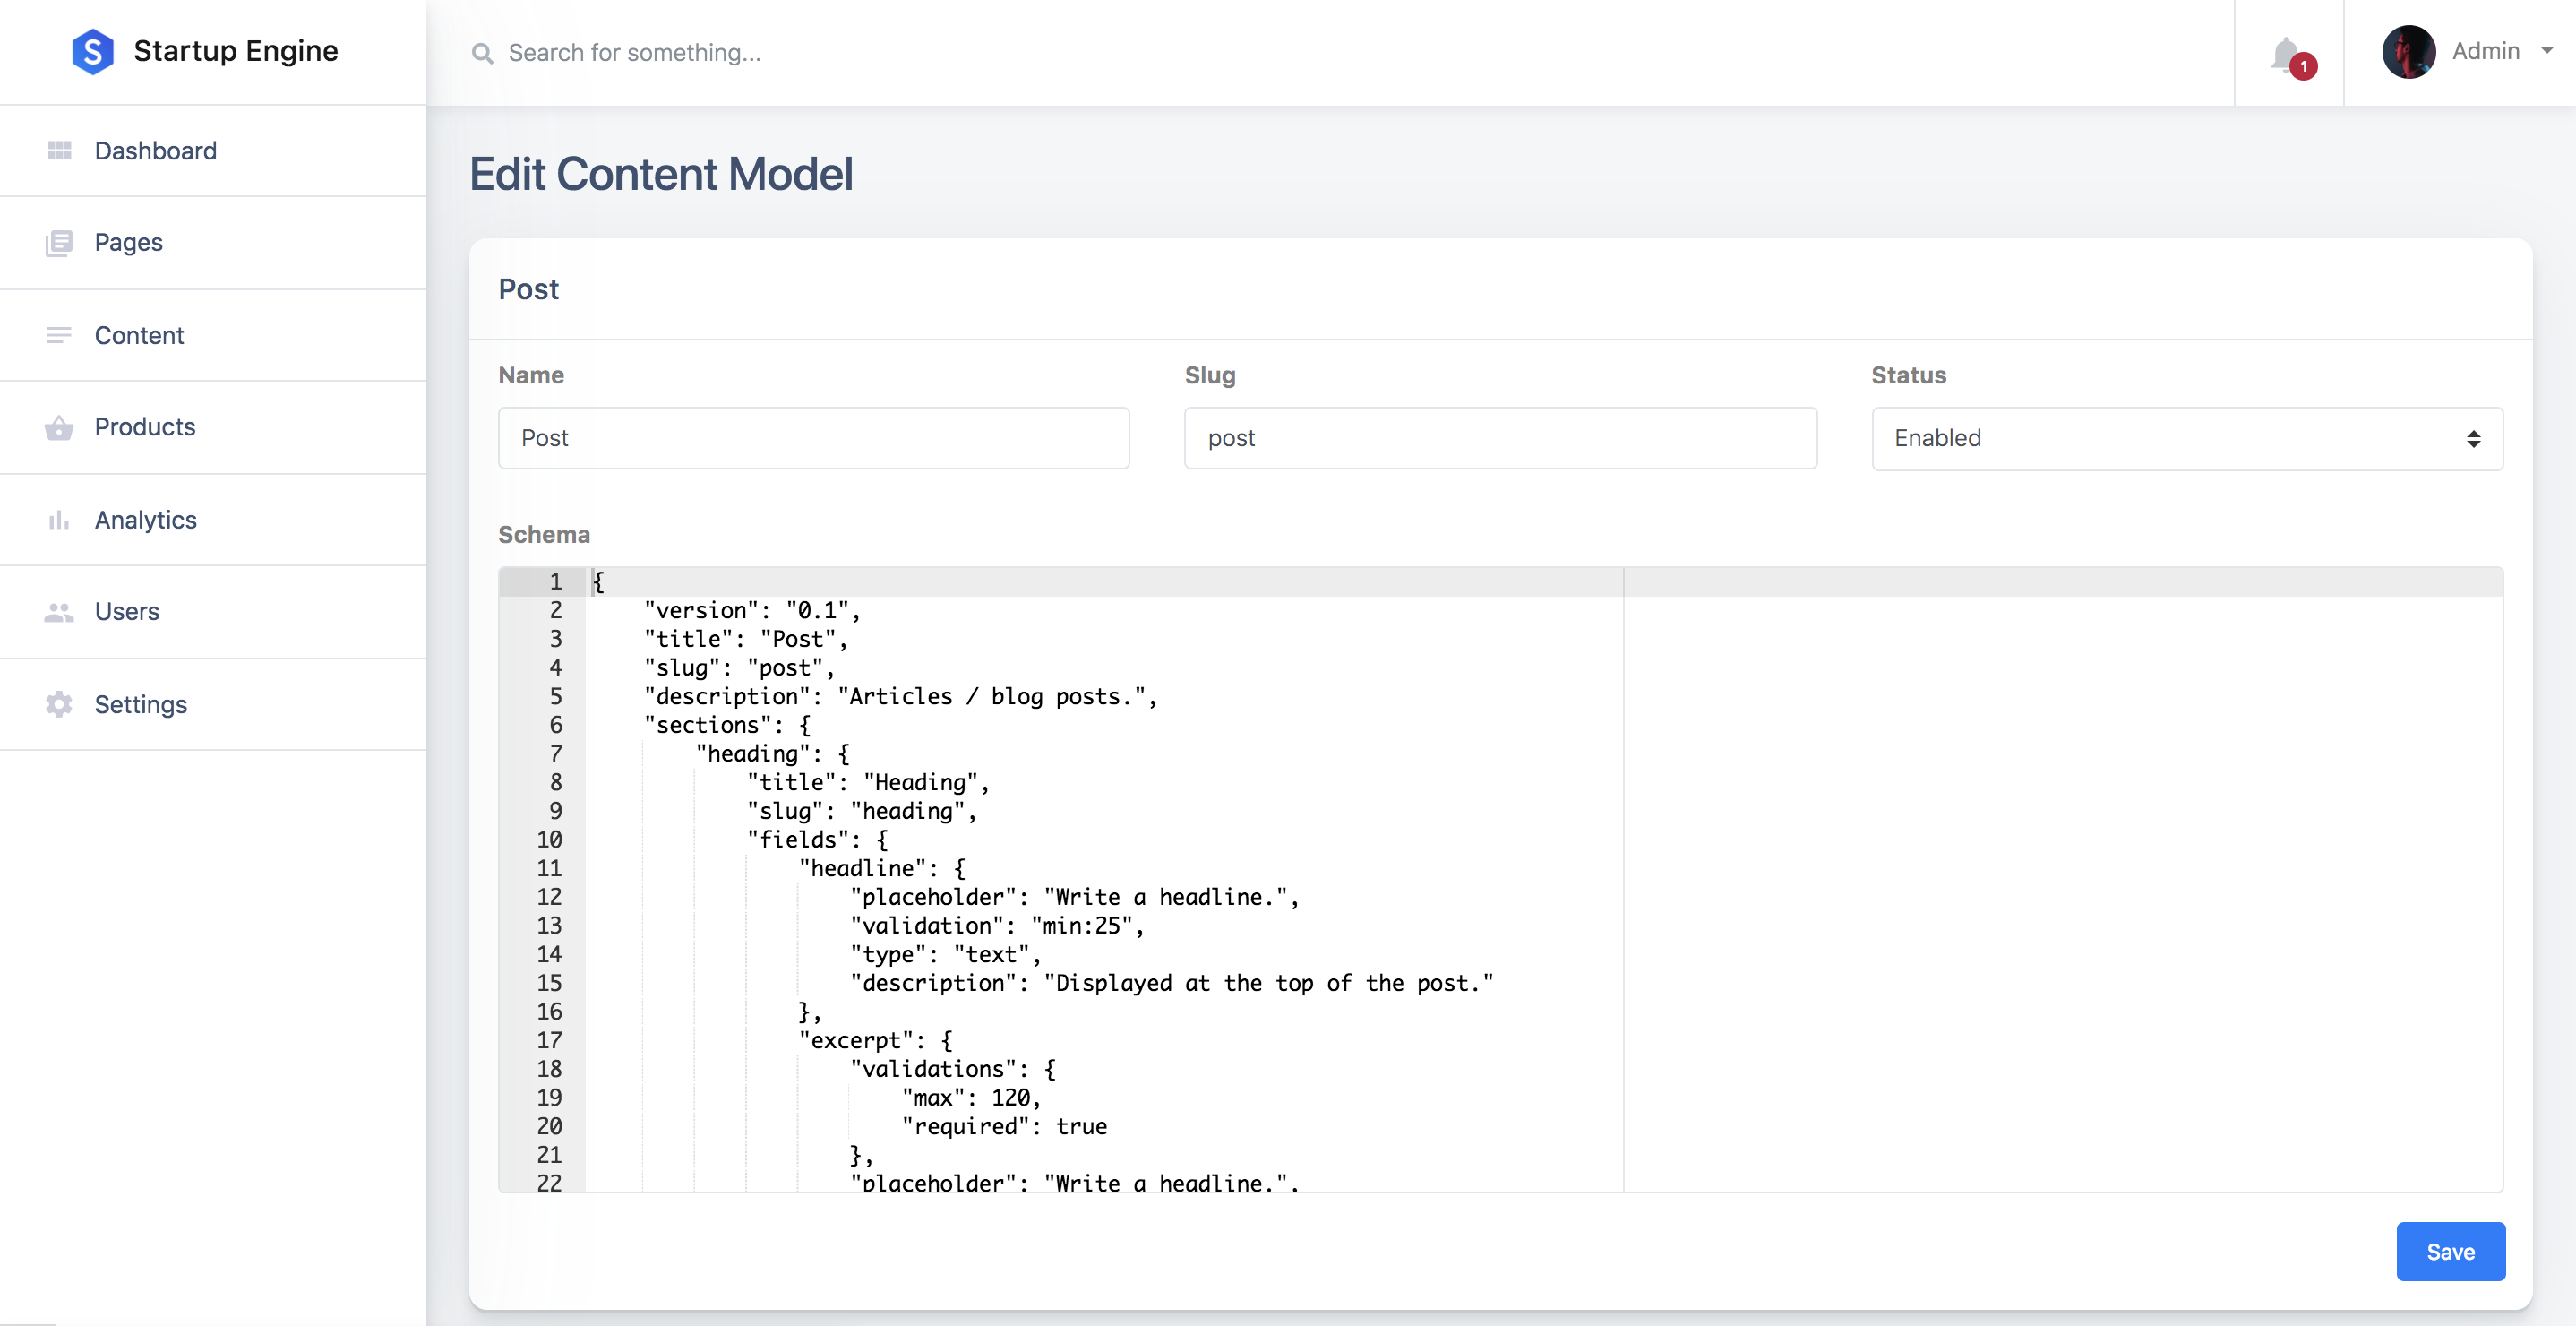 Startup Engine
Search for something...
1
Admin
Dashboard
Pages
Content
Products
Analytics
Users
Settings
Edit Content Model
Post
Name
Slug
Status
Post
post
Enabled
Schema
1 {
2     "version": "0.1",
3     "title": "Post",
4     "slug": "post",
5     "description": "Articles / blog posts.",
6     "sections": {
7         "heading": {
8             "title": "Heading",
9             "slug": "heading",
10             "fields": {
11                 "headline": {
12                     "placeholder": "Write a headline.",
13                     "validation": "min:25",
14                     "type": "text",
15                     "description": "Displayed at the top of the post."
16                 },
17                 "excerpt": {
18                     "validations": {
19                         "max": 120,
20                         "required": true
21                     },
22                     "placeholder": "Write a headline.",
Save